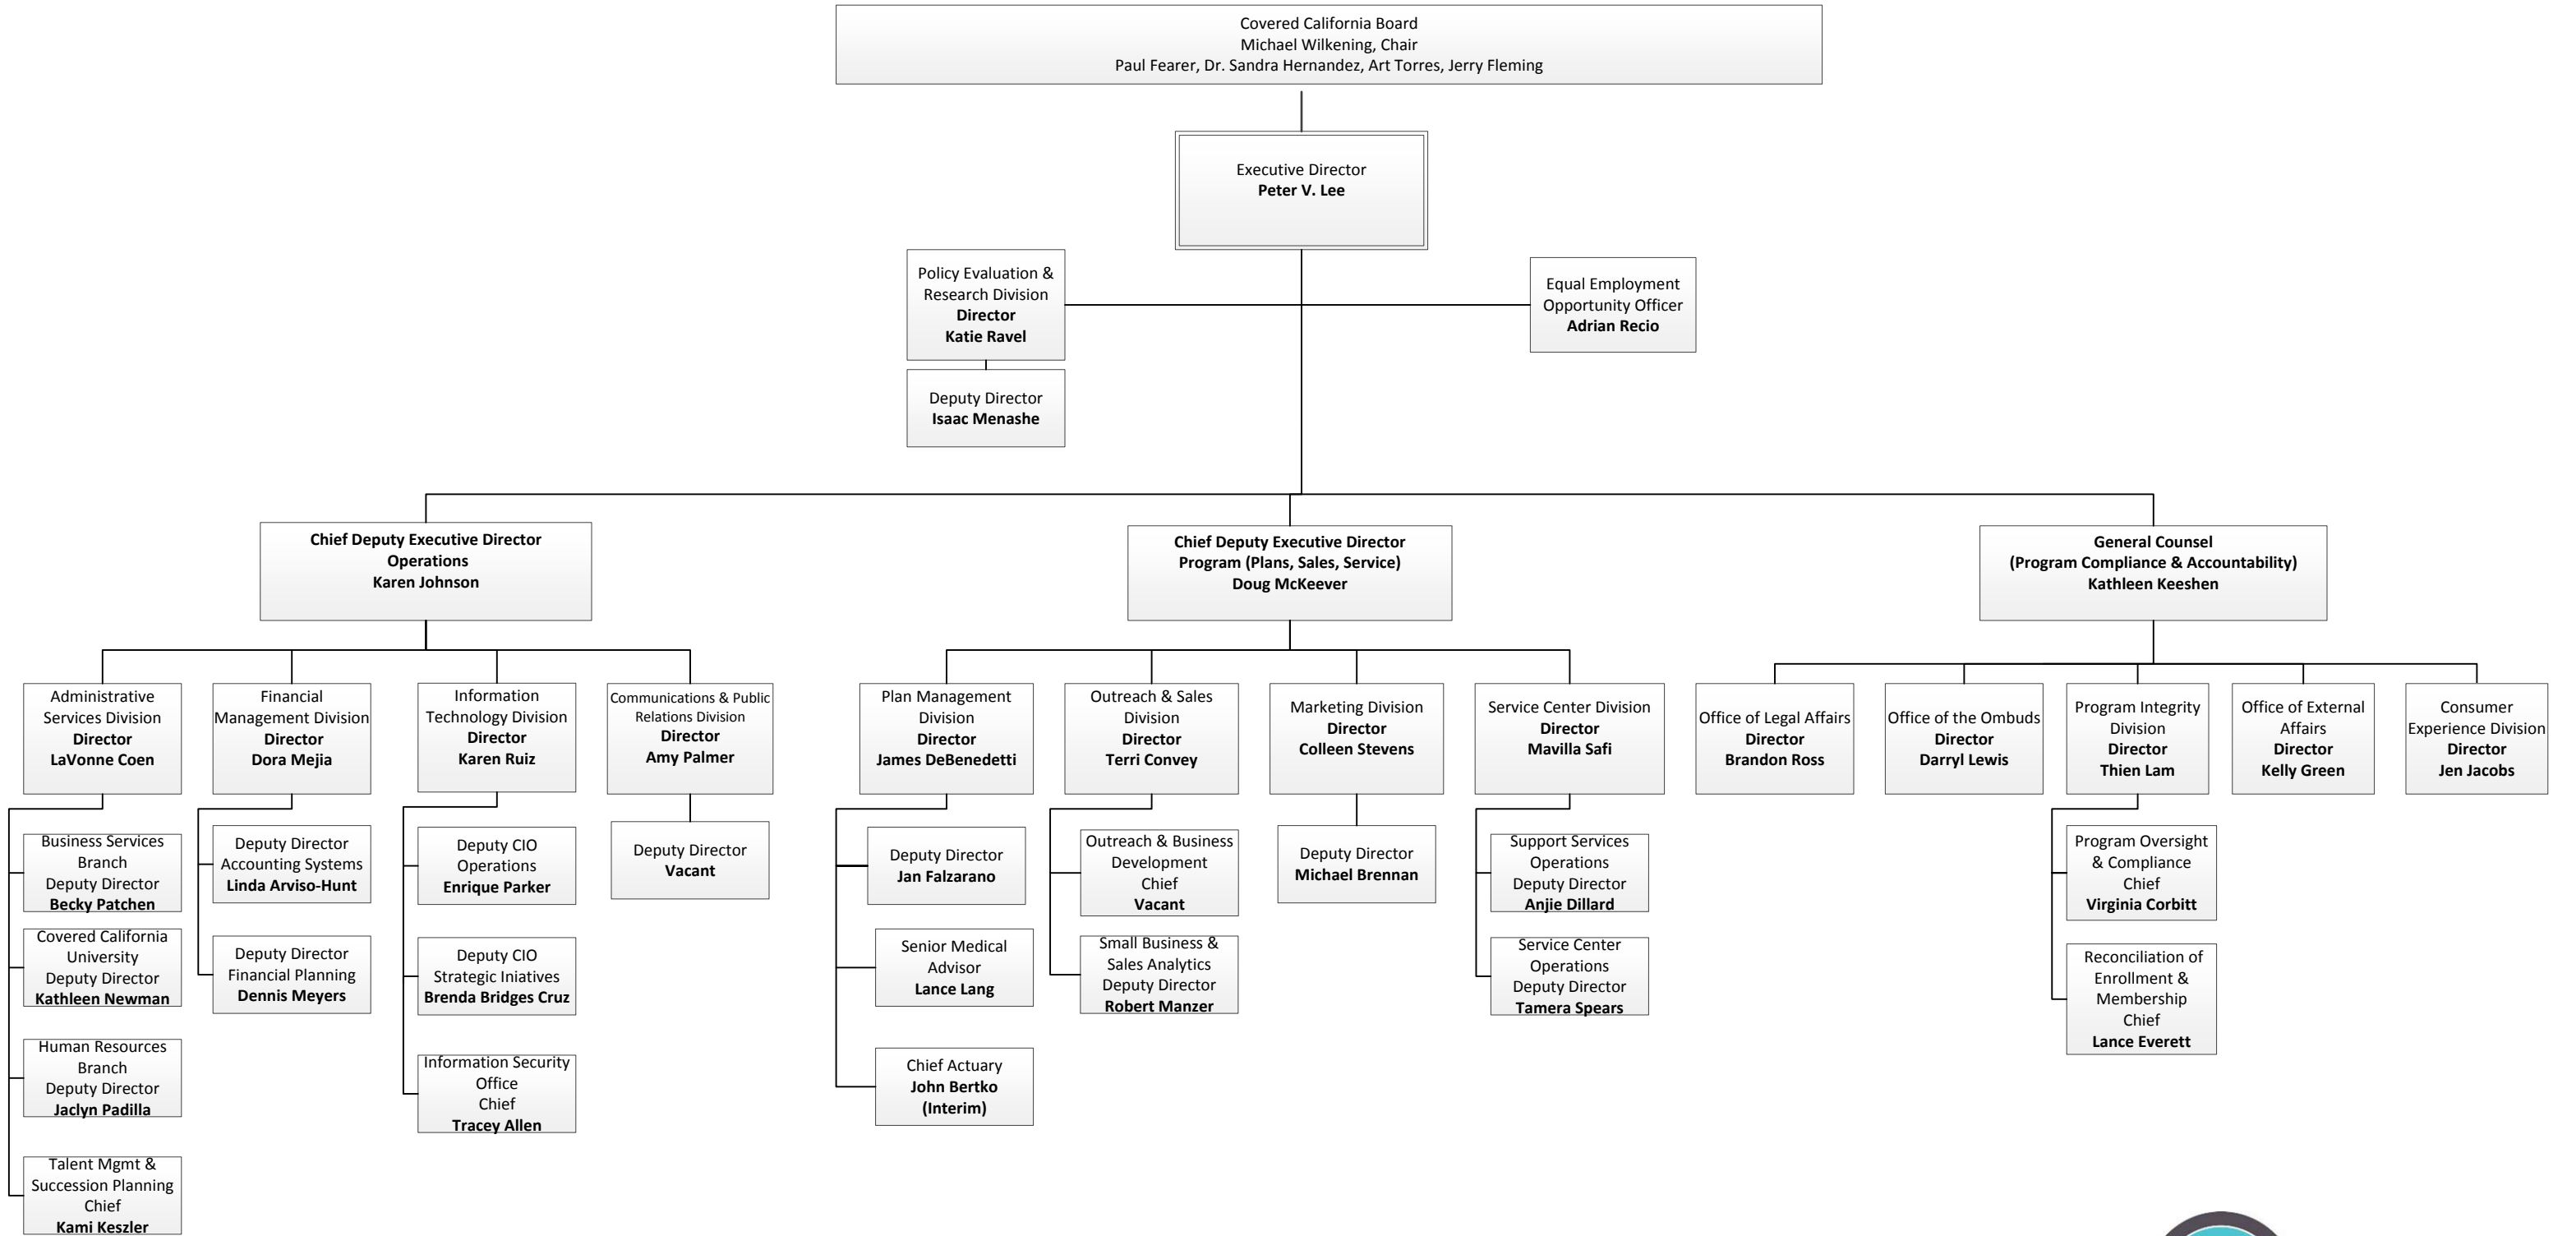 Covered California Board
Michael Wilkening, Chair
Paul Fearer, Dr. Sandra Hernandez, Art Torres, Jerry Fleming
Executive Director
Peter V. Lee
Policy Evaluation &
Research Division
Director
Katie Ravel
Equal Employment
Opportunity Officer
Adrian Recio
Deputy Director
Isaac Menashe
Chief Deputy Executive Director
Operations
Karen Johnson
Chief Deputy Executive Director
Program (Plans, Sales, Service)
Doug McKeever
General Counsel
(Program Compliance & Accountability)
Kathleen Keeshen
Administrative
Services Division
Director
LaVonne Coen
Financial
Management Division
Director
Dora Mejia
Information
Technology Division
Director
Karen Ruiz
Communications & Public
Relations Division
Director
Amy Palmer
Plan Management
Division
Director
James DeBenedetti
Outreach & Sales
Division
Director
Terri Convey
Marketing Division
Director
Colleen Stevens
Service Center Division
Director
Mavilla Safi
Office of Legal Affairs
Director
Brandon Ross
Office of the Ombuds
Director
Darryl Lewis
Program Integrity
Division
Director
Thien Lam
Office of External
Affairs
Director
Kelly Green
Consumer
Experience Division
Director
Jen Jacobs
Business Services
Branch
Deputy Director
Becky Patchen
Covered California
University
Deputy Director
Kathleen Newman
Human Resources
Branch
Deputy Director
Jaclyn Padilla
Talent Mgmt &
Succession Planning
Chief
Kami Keszler
Deputy Director
Accounting Systems
Linda Arviso-Hunt
Deputy Director
Financial Planning
Dennis Meyers
Deputy CIO
Operations
Enrique Parker
Deputy CIO
Strategic Iniatives
Brenda Bridges Cruz
Information Security
Office
Chief
Tracey Allen
Deputy Director
Vacant
Deputy Director
Jan Falzarano
Senior Medical
Advisor
Lance Lang
Chief Actuary
John Bertko
(Interim)
Outreach & Business
Development
Chief
Vacant
Small Business &
Sales Analytics
Deputy Director
Robert Manzer
Deputy Director
Michael Brennan
Support Services
Operations
Deputy Director
Anjie Dillard
Service Center
Operations
Deputy Director
Tamera Spears
Program Oversight
& Compliance
Chief
Virginia Corbitt
Reconciliation of
Enrollment &
Membership
Chief
Lance Everett